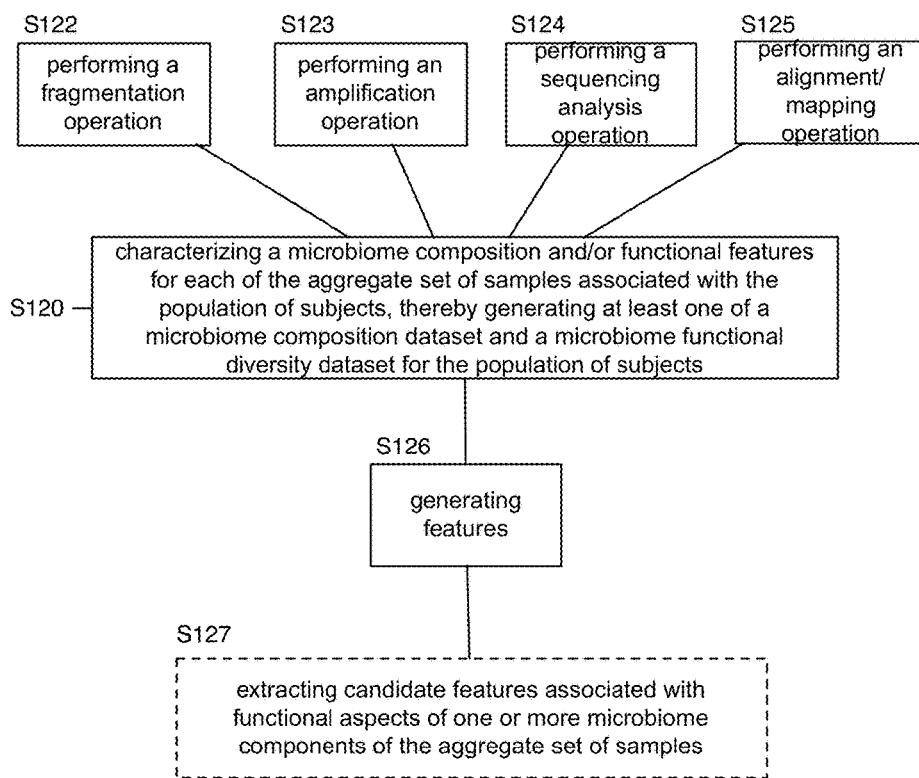 S122
performing a
fragmentation
operation
S123
performing an
amplification
operation
S124
performing a
sequencing
analysis
operation
S125
performing an
alignment/
mapping
operation
S120
characterizing a microbiome composition and/or functional features
for each of the aggregate set of samples associated with the
population of subjects, thereby generating at least one of a
microbiome composition dataset and a microbiome functional
diversity dataset for the population of subjects
S126
generating
features
S127
extracting candidate features associated with
functional aspects of one or more microbiome
components of the aggregate set of samples